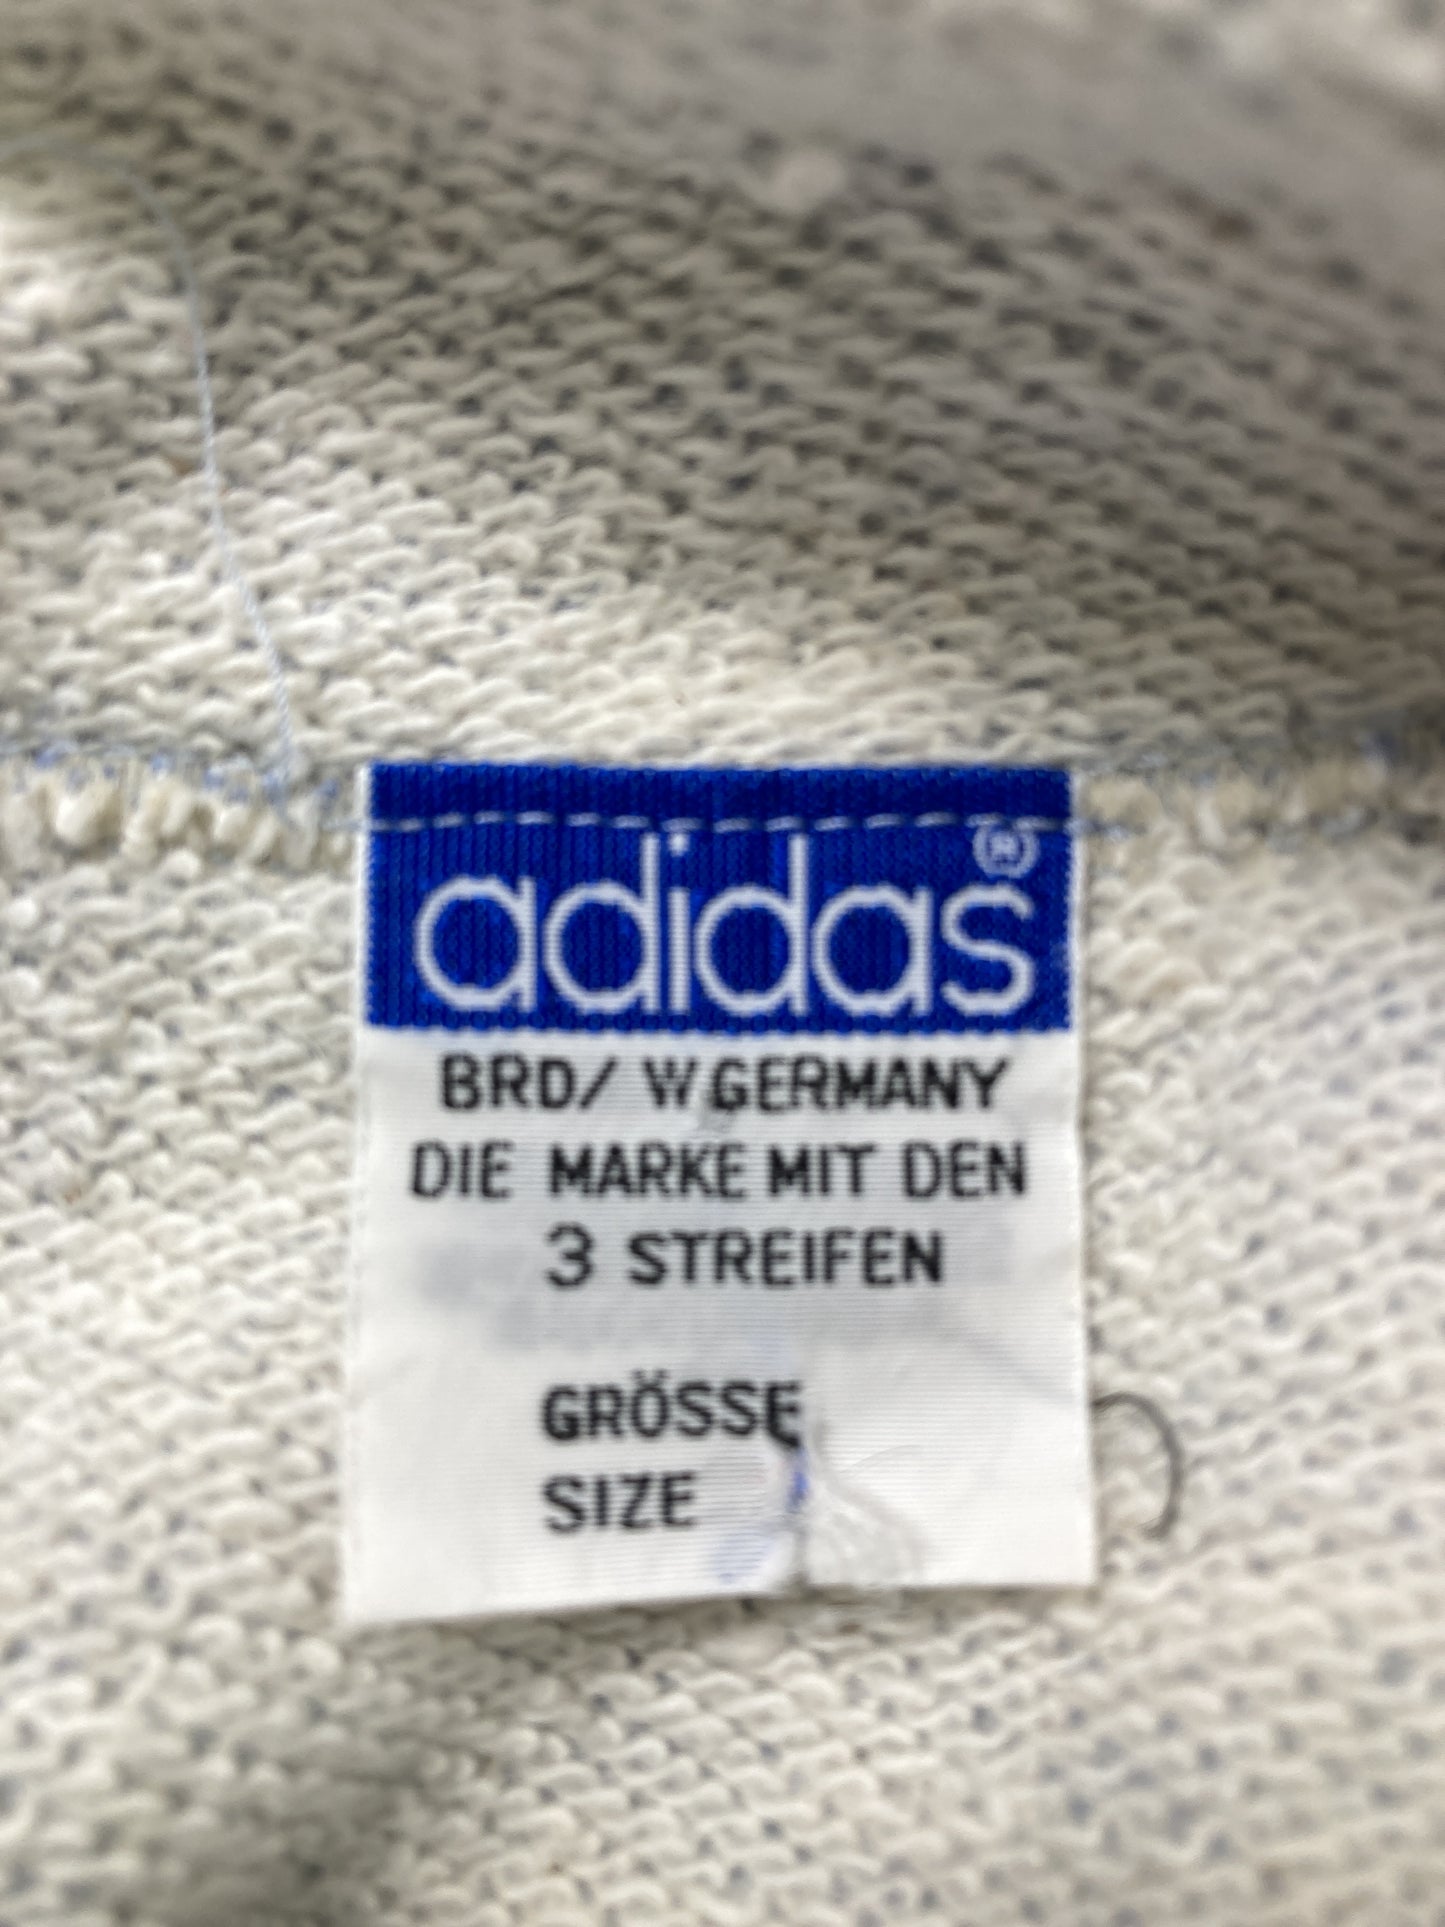 adidas®
BRD/ W.GERMANY
DIE MARKE MIT DEN
3 STREIFEN
GRÖSSE
SIZE